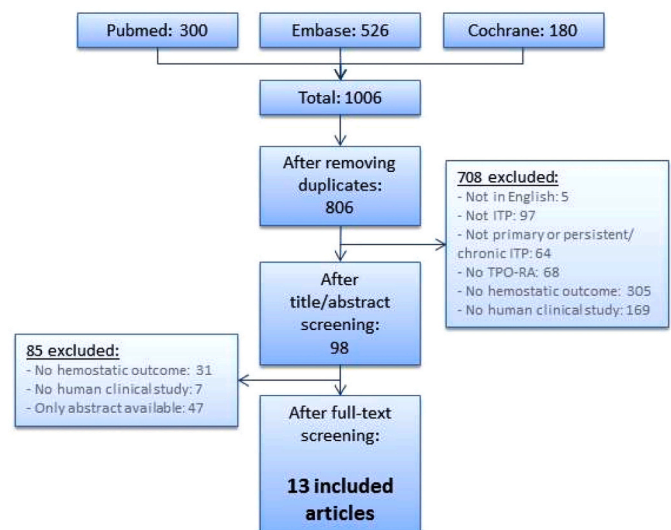 Pubmed: 300
Embase: 526
Cochrane: 180
Total: 1006
After removing
duplicates:
806
708 excluded:
- Not in English: 5
- Not ITP: 97
- Not primary or persistent/
chronic ITP: 64
- No TPO-RA: 68
- No hemostatic outcome: 305
- No human clinical study: 169
After
title/abstract
screening:
98
85 excluded:
- No hemostatic outcome: 31
- No human clinical study: 7
- Only abstract available: 47
After full-text
screening:
13 included
articles